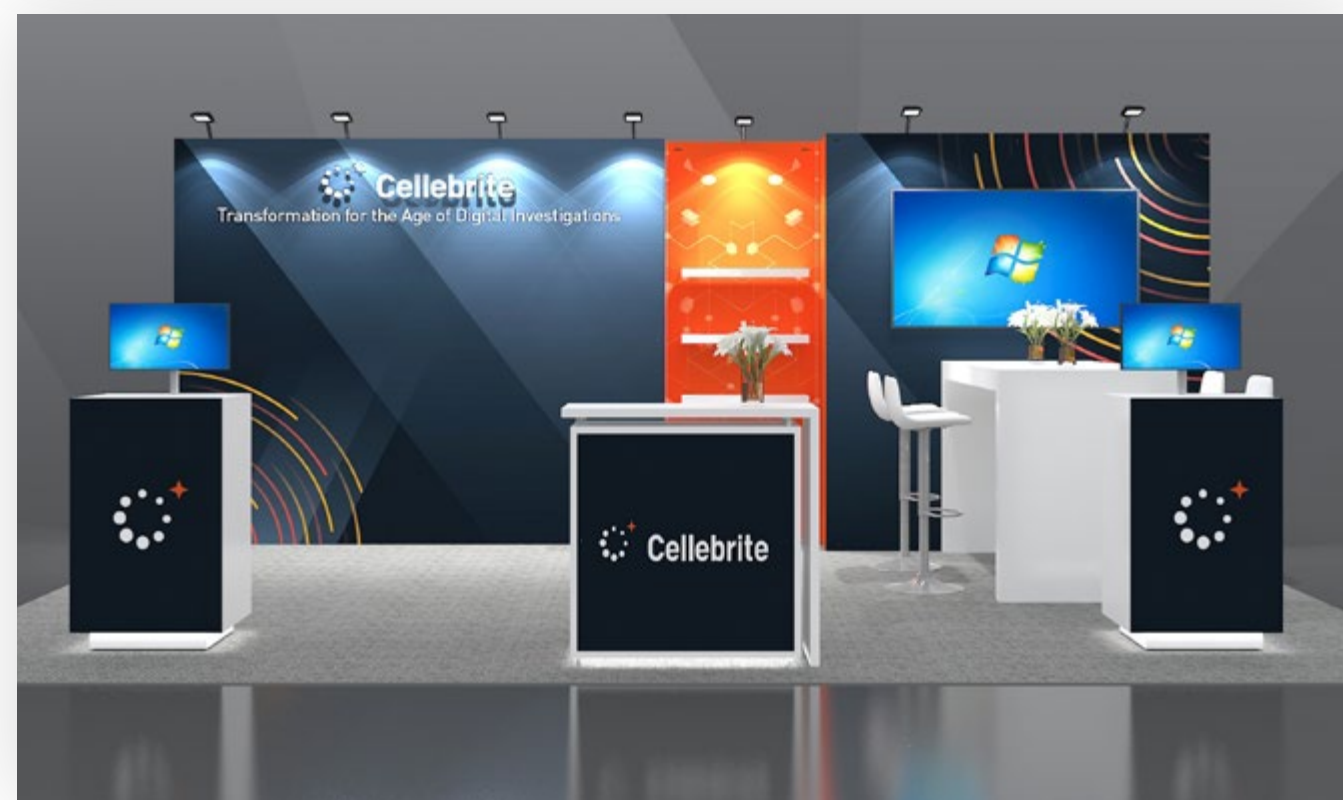 Cellebrite
Transformation for the Age of Digital Investigations
Cellebrite